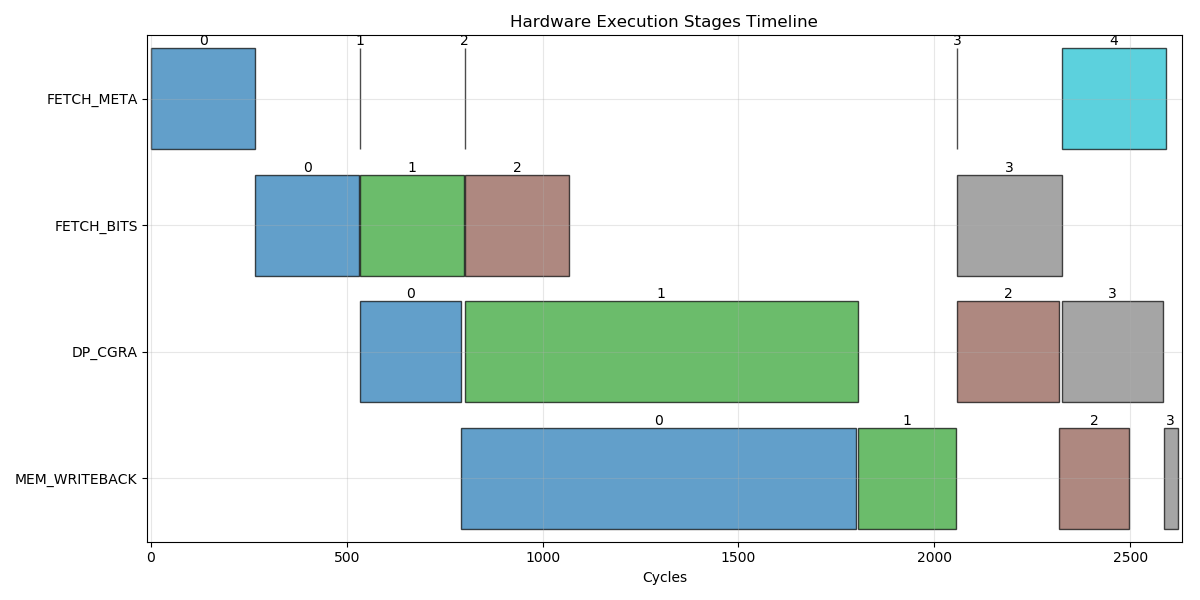 Hardware Execution Stages Timeline
0 1 2 3 4
FETCH_META
0 1 2 3
FETCH_BITS
0 1 2 3
DP_CGRA
0 1 2 3
MEM_WRITEBACK
0 500 1000 1500 2000 2500
Cycles